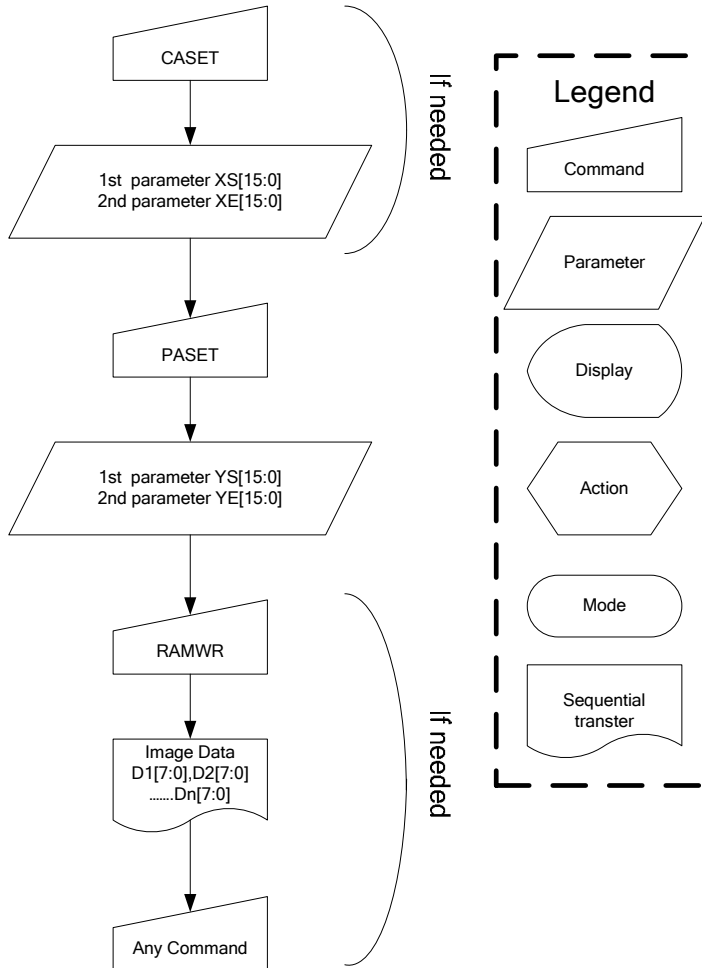 CASET
1st  parameter XS[15:0]
2nd parameter XE[15:0]
If needed
PASET
1st  parameter YS[15:0]
2nd parameter YE[15:0]
RAMWR
Image Data
D1[7:0],D2[7:0]
.......Dn[7:0]
Any Command
If needed
Legend
Command
Parameter
Display
Action
Mode
Sequential
transter